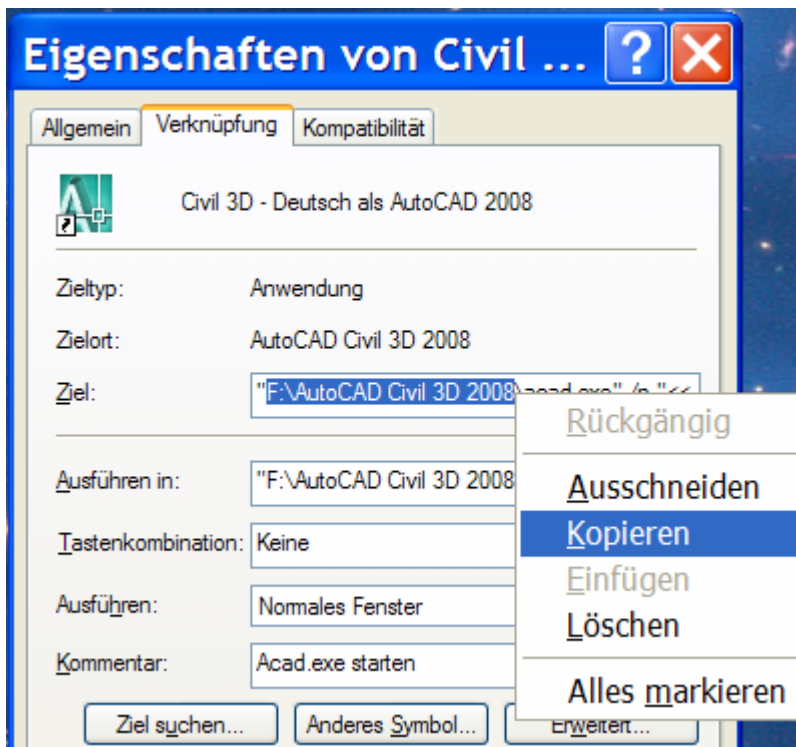 Eigenschaften von Civil ...
Allgemein Verknüpfung Kompatibilität
Civil 3D - Deutsch als AutoCAD 2008
Zieltyp: Anwendung
Zielort: AutoCAD Civil 3D 2008
Ziel: "F:\AutoCAD Civil 3D 2008\acad.exe" /p "<<
Rückgängig
Ausführen in: "F:\AutoCAD Civil 3D 2008
Ausschneiden
Tastenkombination: Keine
Kopieren
Einfügen
Ausführen: Normales Fenster
Löschen
Kommentar: Acad.exe starten
Alles markieren
Ziel suchen... Anderes Symbol... Erweitert...